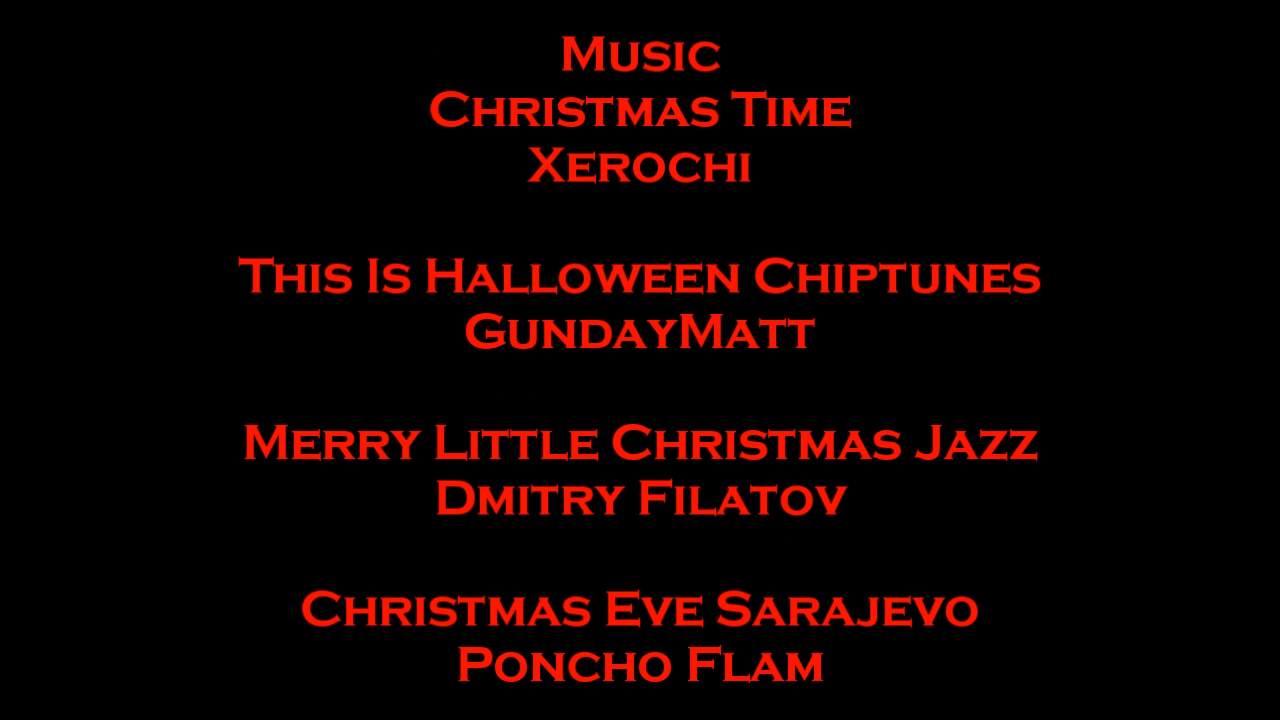 Music
Christmas Time
Xerochi
This Is Halloween Chiptunes
GundayMatt
Merry Little Christmas Jazz
Dmitry Filatov
Christmas Eve Sarajevo
Poncho Flam